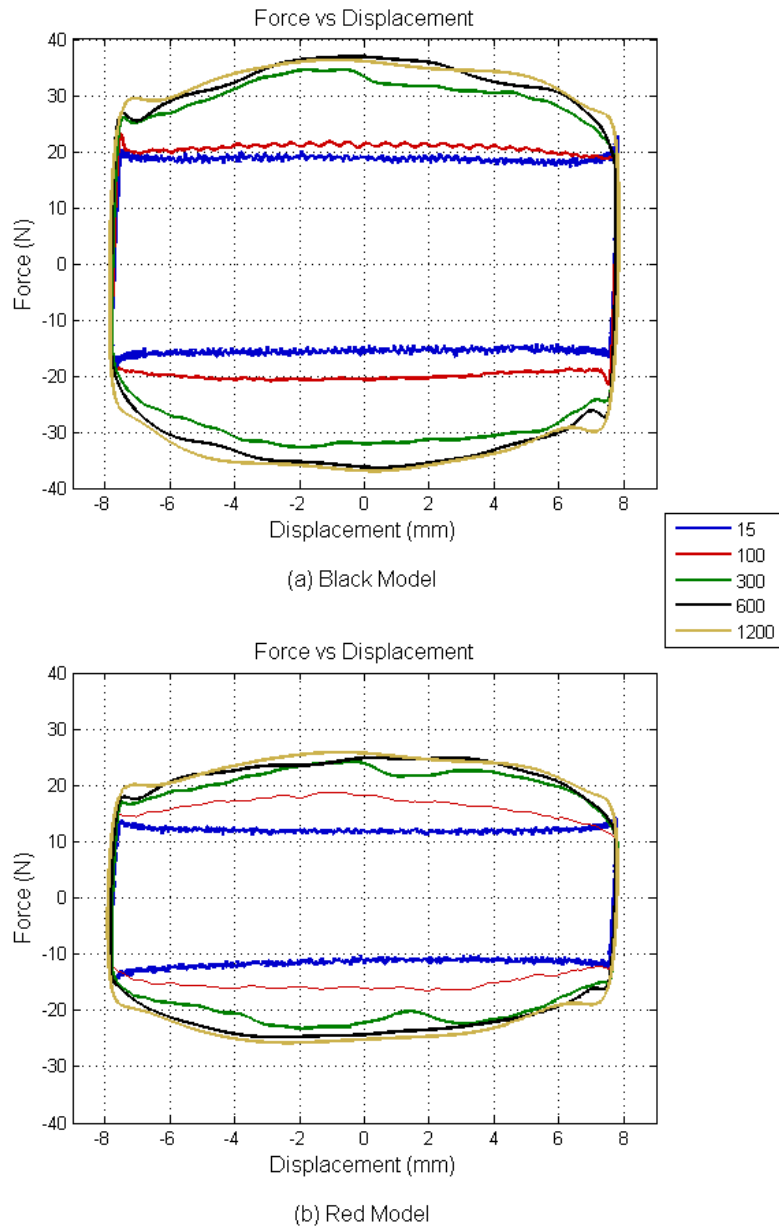 Force vs Displacement
40
30
20
10
0
-10
-20
-30
-40
Force (N)
-8 -6 -4 -2 0 2 4 6 8
Displacement (mm)
(a) Black Model
15
100
300
600
1200
Force vs Displacement
40
30
20
10
0
-10
-20
-30
-40
Force (N)
-8 -6 -4 -2 0 2 4 6 8
Displacement (mm)
(b) Red Model